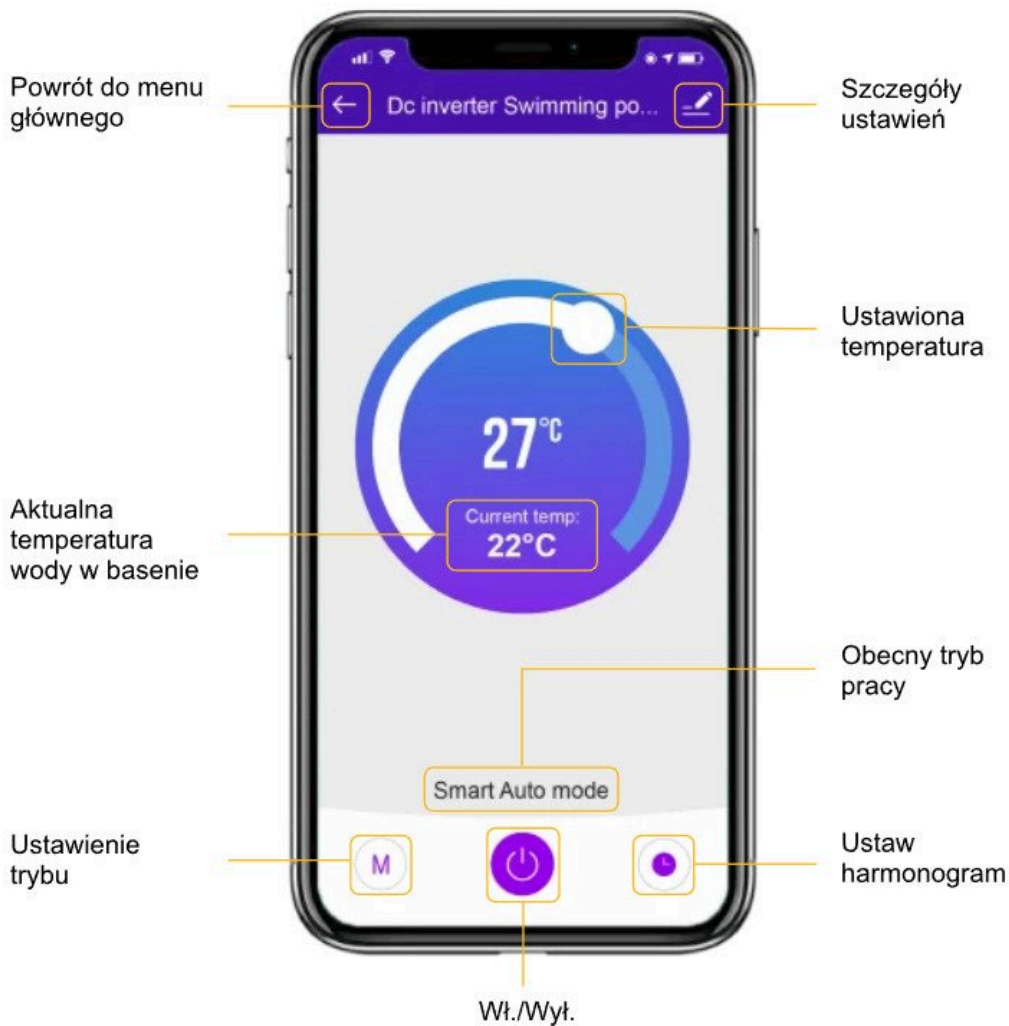 Powrót do menu
głównego
Dc inverter Swimming po...
Szczegóły
ustawień
Ustawiona
temperatura
27°C
Current temp:
22°C
Aktualna
temperatura
wody w basenie
Obecny tryb
pracy
Smart Auto mode
Ustawienie
trybu
M
Ustaw
harmonogram
Wł./Wył.